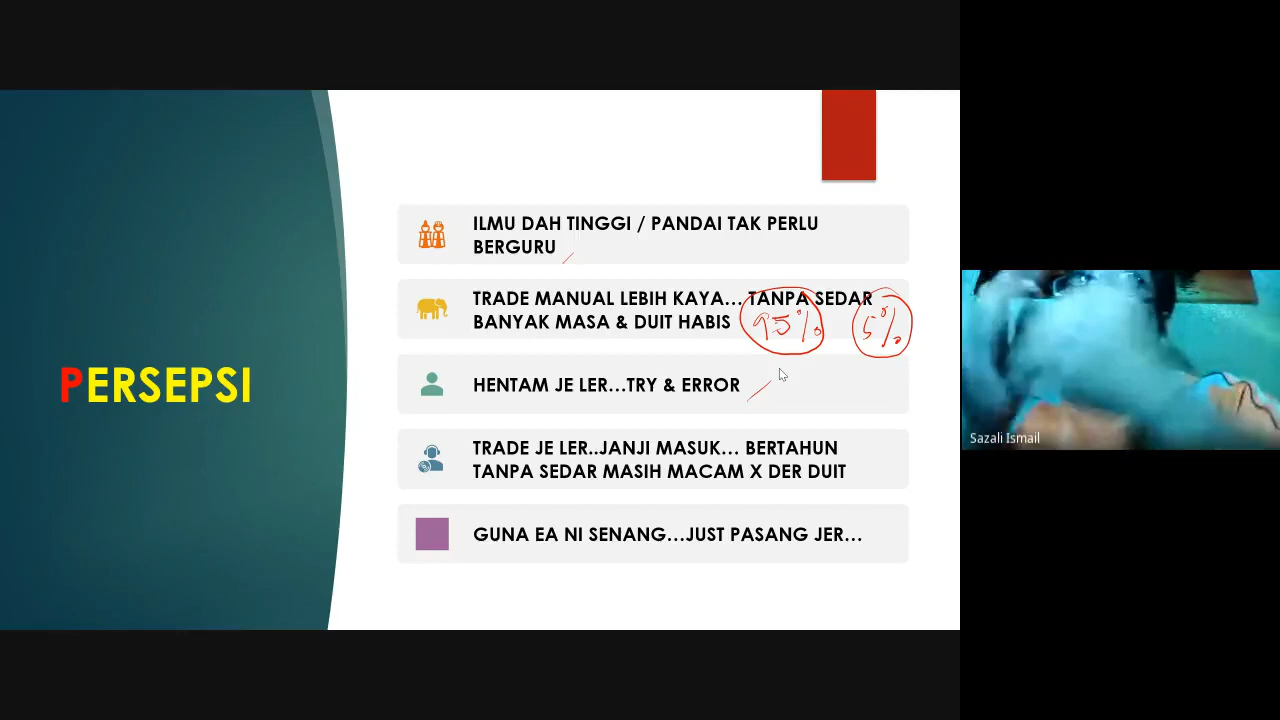 PERSEPSI
ILMU DAH TINGGI / PANDAI TAK PERLU
BERGURU
TRADE MANUAL LEBIH KAYA... TANPA SEDAR
BANYAK MASA & DUIT HABIS
95% 5%
HENTAM JE LER...TRY & ERROR
TRADE JE LER..JANJI MASUK... BERTAHUN
TANPA SEDAR MASIH MACAM X DER DUIT
GUNA EA NI SENANG...JUST PASANG JER...
Sazali Ismail